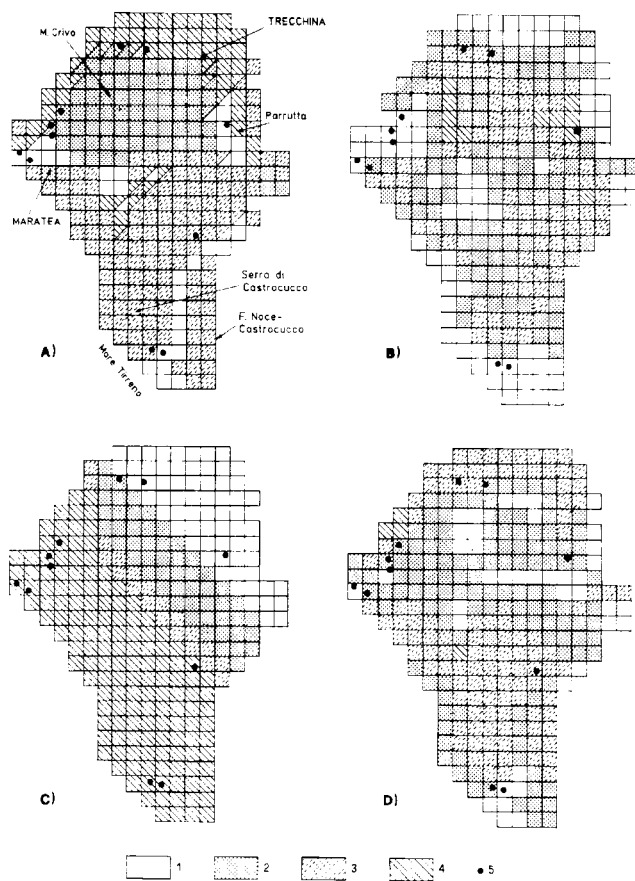 M. Crivo
TRECCHINA
Parrutta
MARATEA
Serra di
Castrocucco
F. Noce-
Castrocucco
Mare Tirreno
A)
B)
C)
D)
1
2
3
4
5